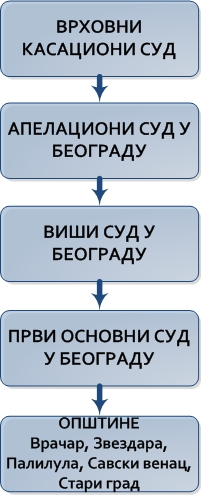 ВРХОВНИ
КАСАЦИОНИ СУД
АПЕЛАЦИОНИ СУД У
БЕОГРАДУ
ВИШИ СУД У
БЕОГРАДУ
ПРВИ ОСНОВНИ СУД
У БЕОГРАДУ
ОПШТИНЕ
Врачар, Звездара,
Палилула, Савски венац,
Стари град